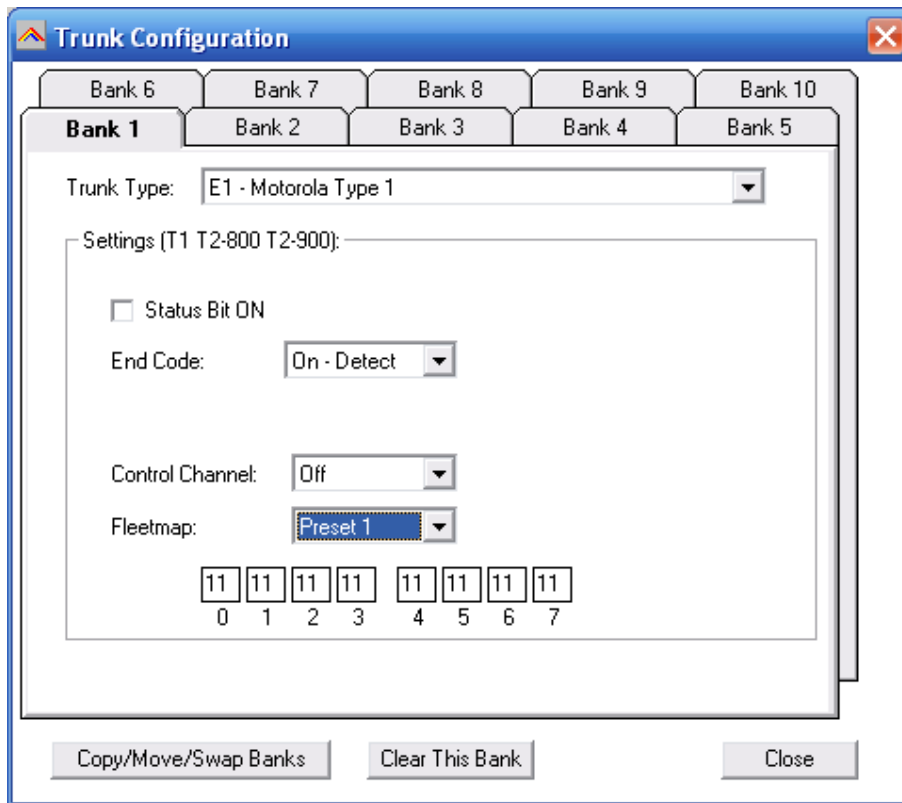 Trunk Configuration
Bank 6 Bank 7 Bank 8 Bank 9 Bank 10
Bank 1 Bank 2 Bank 3 Bank 4 Bank 5
Trunk Type: E1 - Motorola Type 1
Settings (T1 T2-800 T2-900):
Status Bit ON
End Code: On - Detect
Control Channel: Off
Fleetmap: Preset 1
11 11 11 11 11 11 11 11
0 1 2 3 4 5 6 7
Copy/Move/Swap Banks Clear This Bank Close